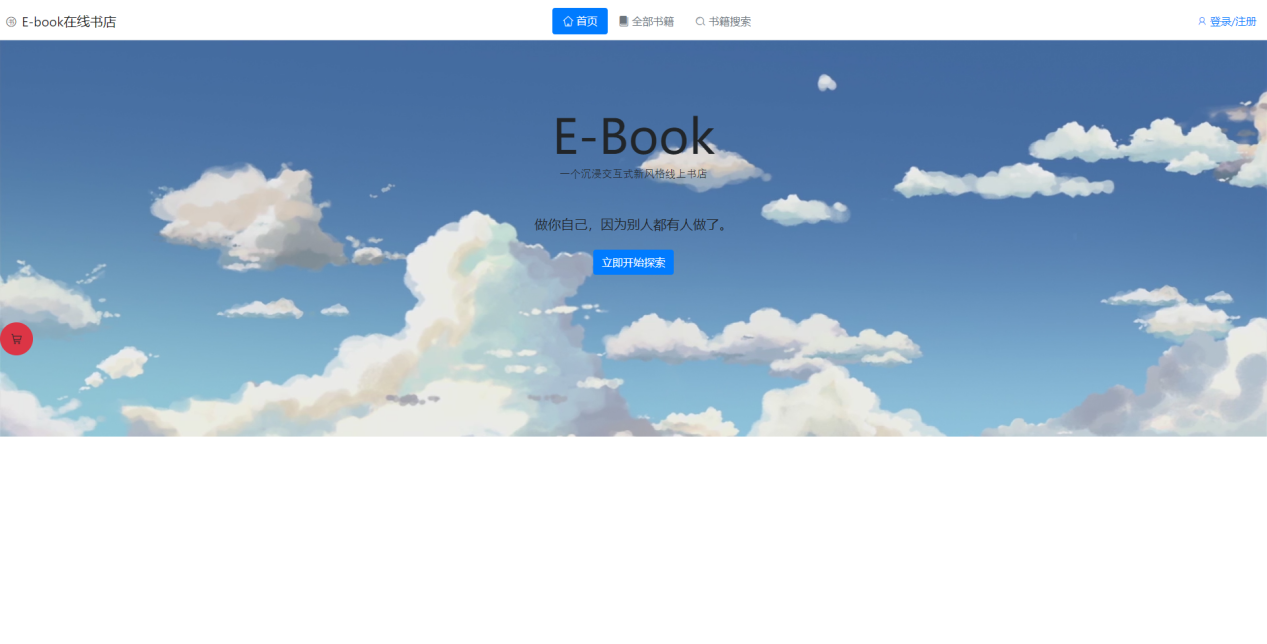 E-book在线书店
首页 全部书籍 书籍搜索
登录/注册
E-Book
一个沉浸交互式新风格线上书店
做你自己，因为别人都有人做了。
立即开始探索